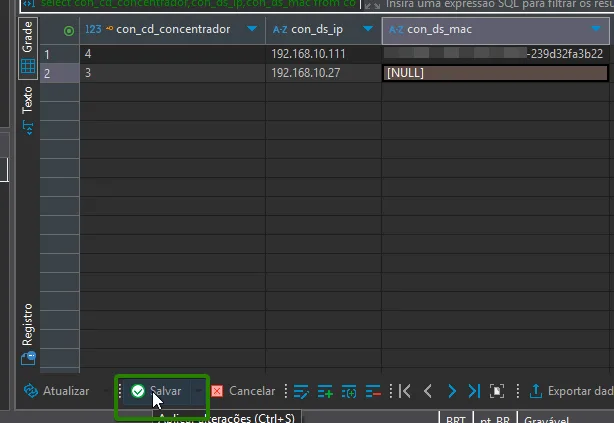 select con_cd_concentrador,con_ds_ip,con_ds_mac from co
Insira uma expressão SQL para filtrar os resu
Grade
Texto
Registro
123 con_cd_concentrador
A-Z con_ds_ip
A-Z con_ds_mac
1 4 192.168.10.111 -239d32fa3b22
2 3 192.168.10.27 [NULL]
Atualizar Salvar Cancelar Exportar dad
Aplicar alterações (Ctrl+S)
BRT pt_BR Gravável